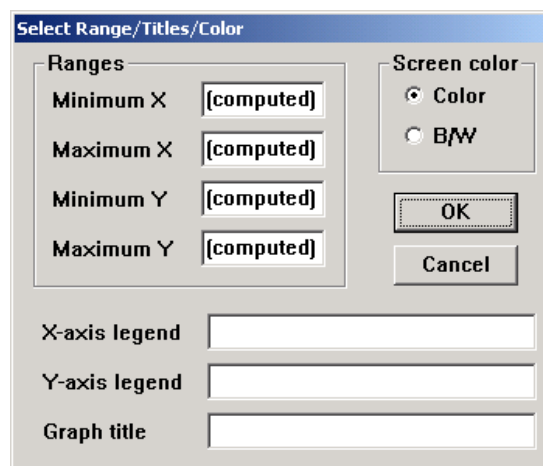 Select Range/Titles/Color
Ranges
Minimum X (computed)
Maximum X (computed)
Minimum Y (computed)
Maximum Y (computed)
Screen color
Color
B/W
OK
Cancel
X-axis legend
Y-axis legend
Graph title